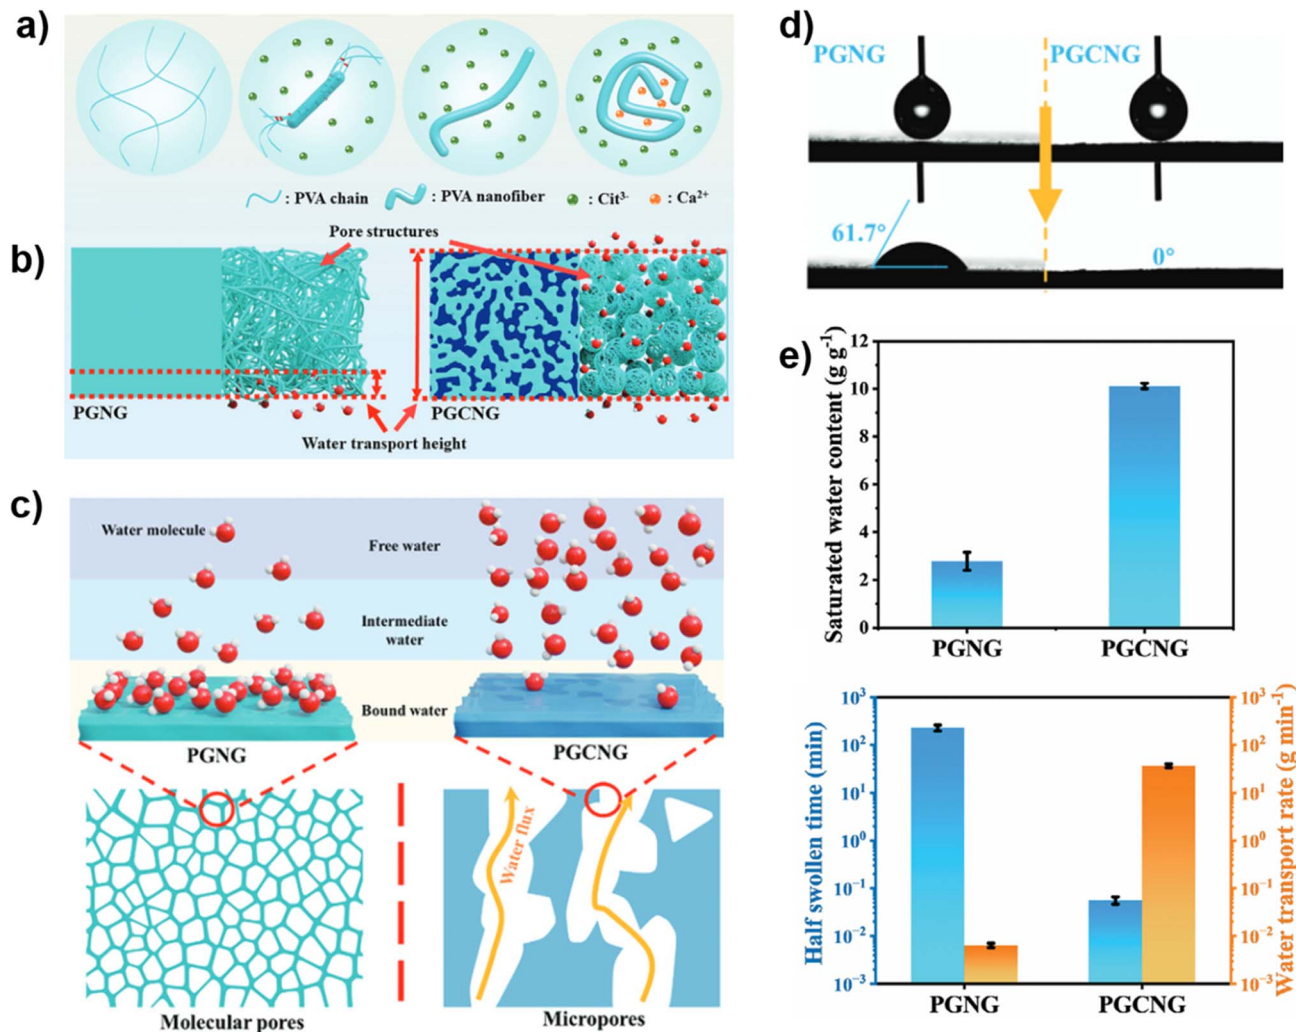 a)
: PVA chain : PVA nanofiber : Cit³⁻ : Ca²⁺
b)
Pore structures
PGNG PGCNG
Water transport height
c)
Water molecule
Free water
Intermediate
water
Bound water
PGNG PGCNG
Water flux
Molecular pores Micropores
d)
PGNG PGCNG
61.7°
0°
e)
Saturated water content (g g⁻¹)
12
10
8
6
4
2
0
PGNG PGCNG
Half swollen time (min)
10³
10²
10¹
10⁰
10⁻¹
10⁻²
10⁻³
Water transport rate (g min⁻¹)
10³
10²
10¹
10⁰
10⁻¹
10⁻²
10⁻³
PGNG PGCNG